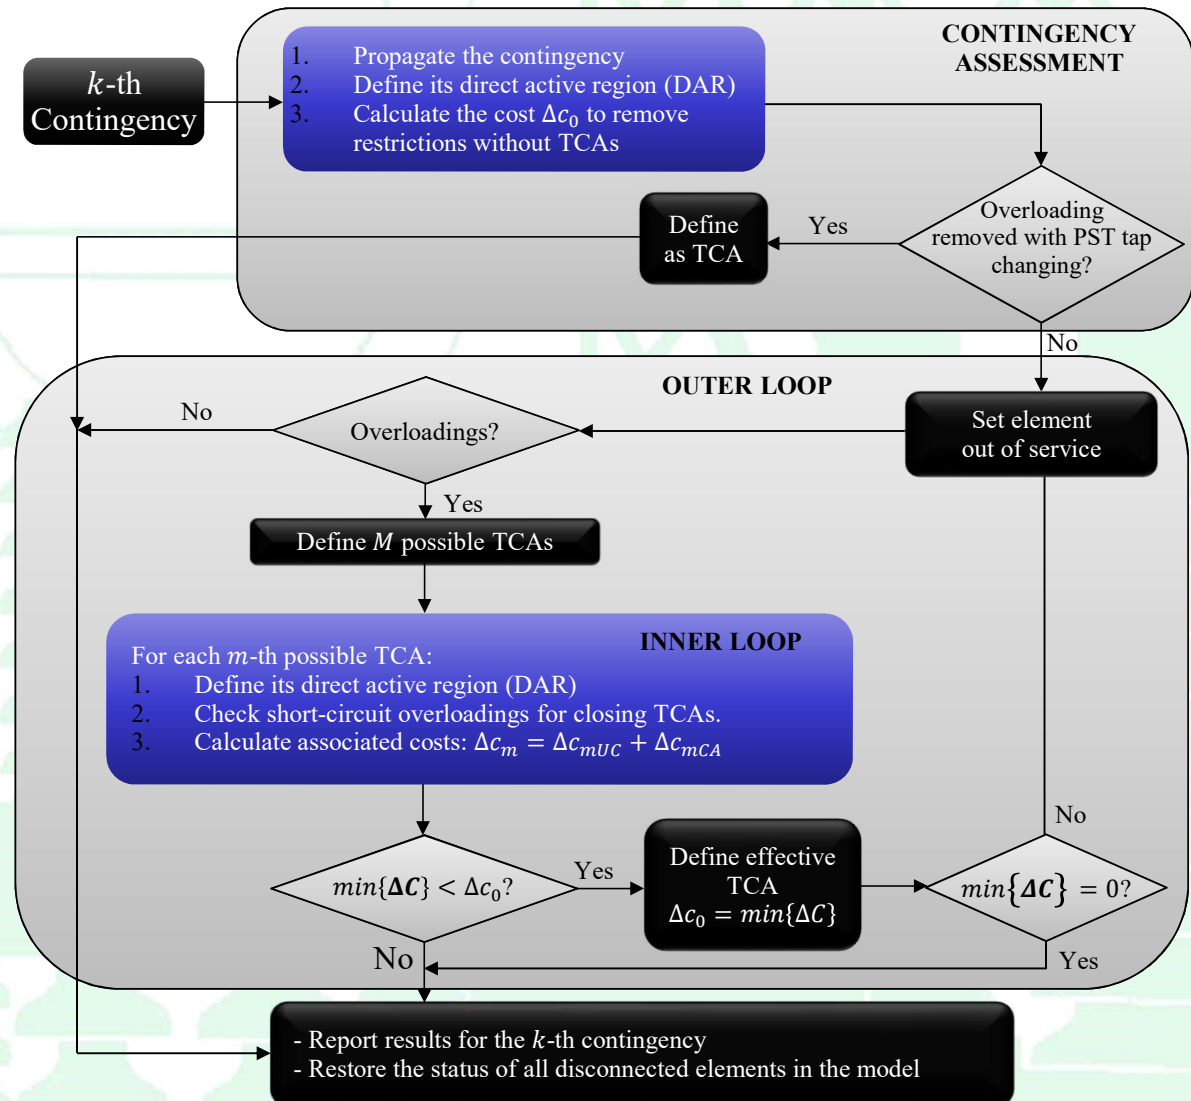 CONTINGENCY
ASSESSMENT
k-th
Contingency
1. Propagate the contingency
2. Define its direct active region (DAR)
3. Calculate the cost Δc₀ to remove
restrictions without TCAs
Overloading
removed with PST tap
changing?
Yes
Define
as TCA
No
OUTER LOOP
Set element
out of service
Overloadings?
No
Yes
Define M possible TCAs
INNER LOOP
For each m-th possible TCA:
1. Define its direct active region (DAR)
2. Check short-circuit overloadings for closing TCAs.
3. Calculate associated costs: Δcₘ = Δc_{mUC} + Δc_{mCA}
min{ΔC} < Δc₀?
Yes
Define effective
TCA
Δc₀ = min{ΔC}
min{ΔC} = 0?
No
Yes
No
- Report results for the k-th contingency
- Restore the status of all disconnected elements in the model